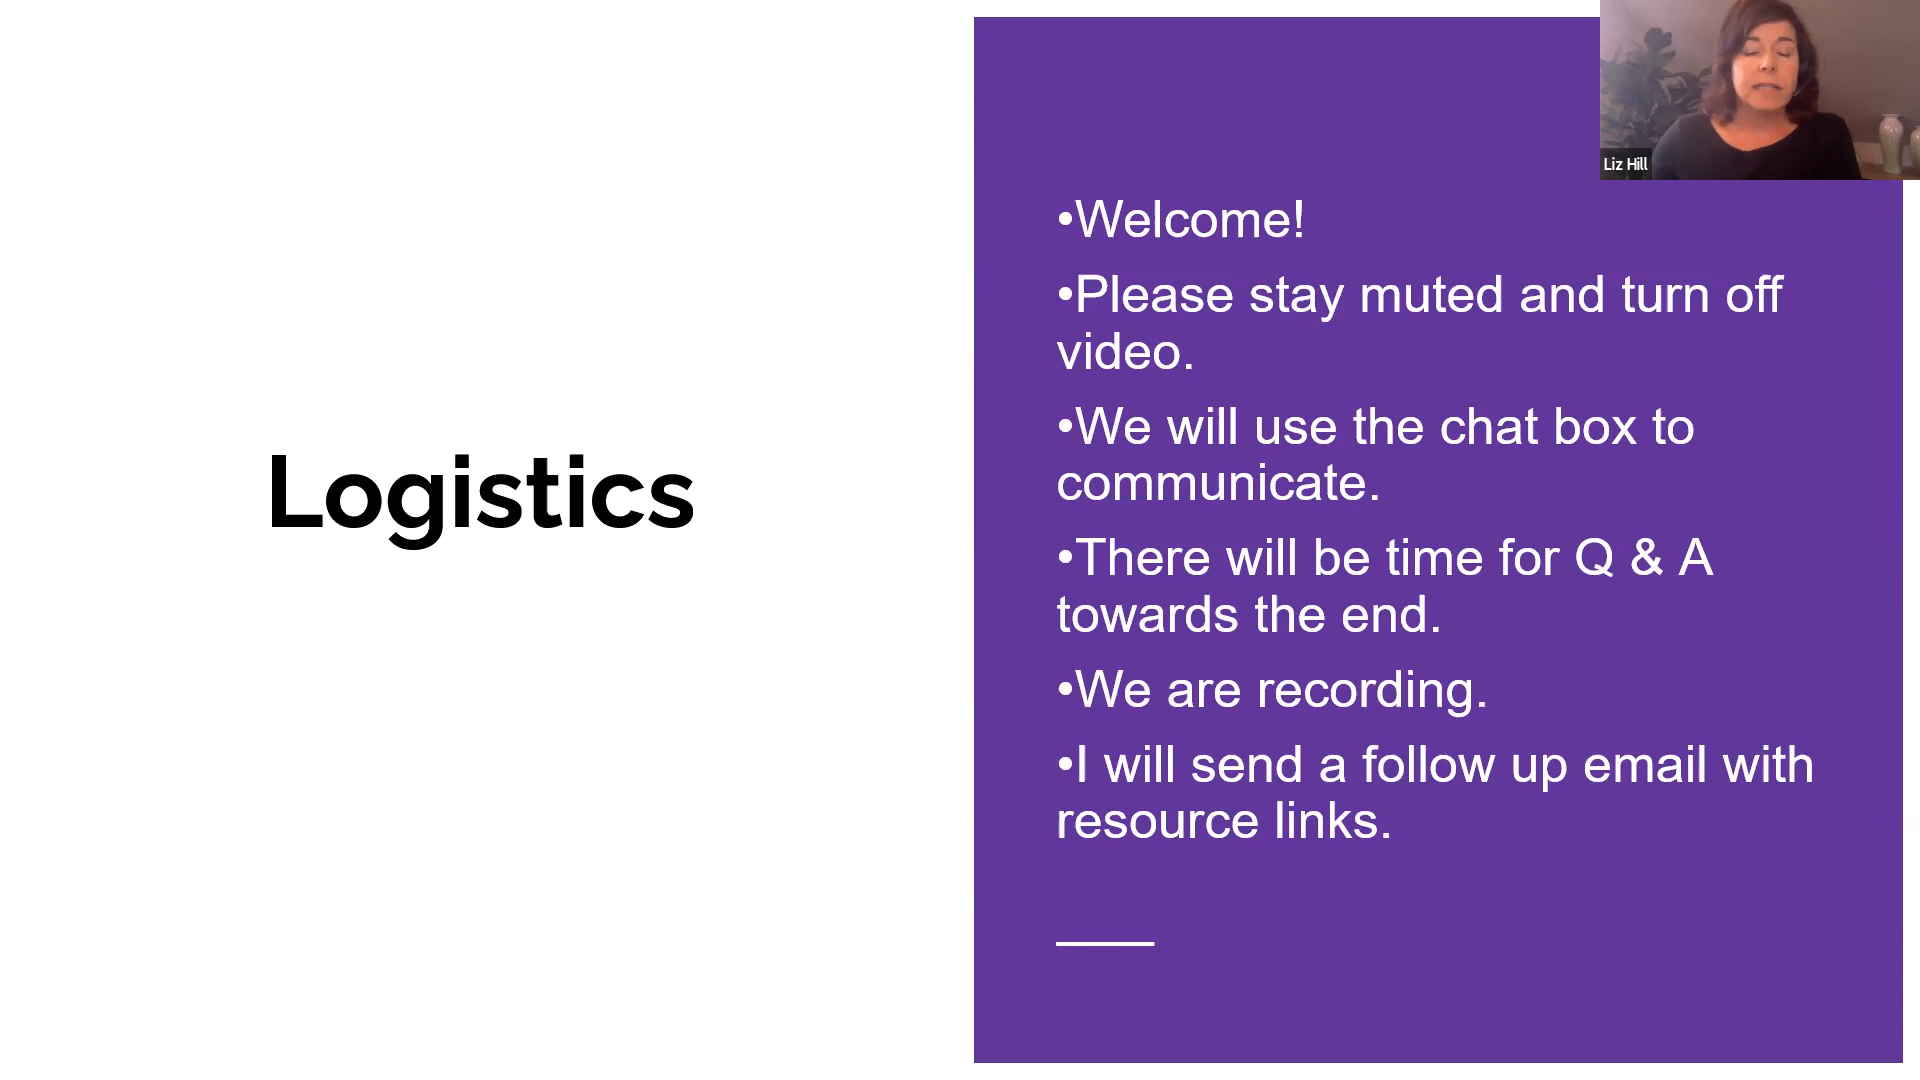 Liz Hill
Logistics
•Welcome!
•Please stay muted and turn off
video.
•We will use the chat box to
communicate.
•There will be time for Q & A
towards the end.
•We are recording.
•I will send a follow up email with
resource links.